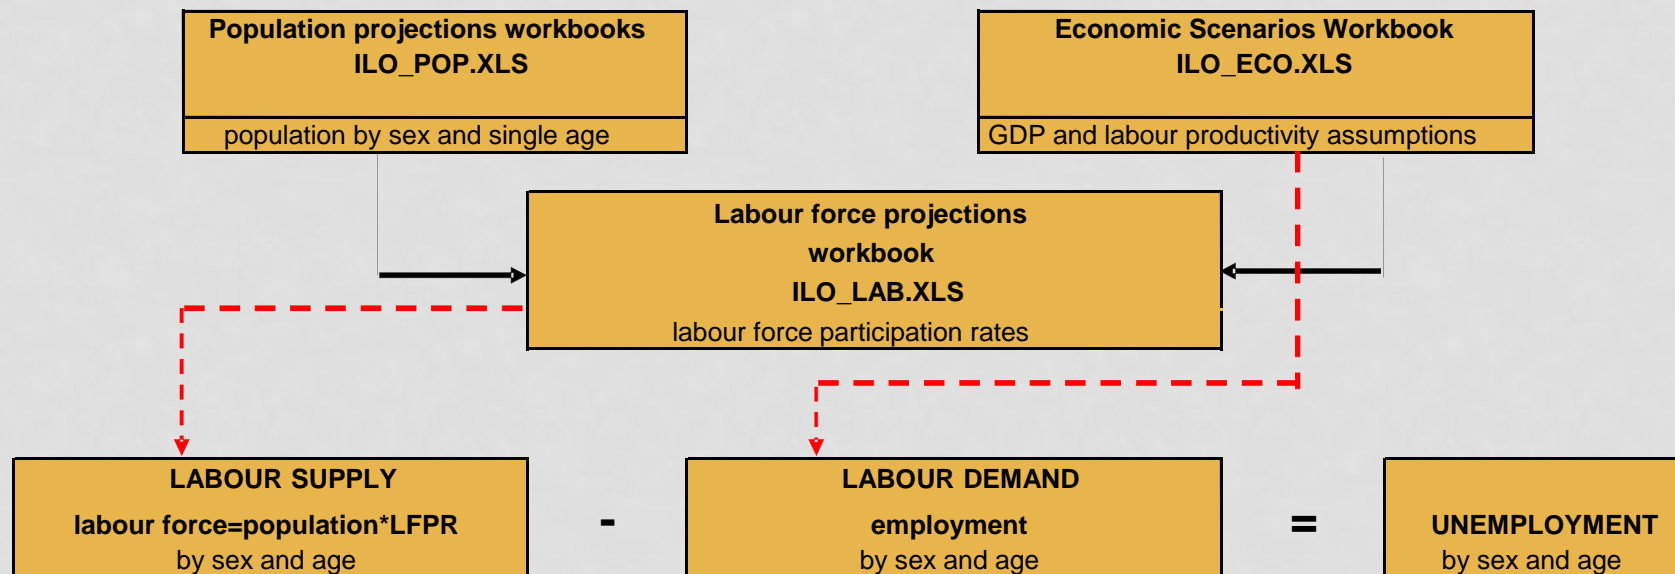 Population projections workbooks
ILO_POP.XLS
population by sex and single age
Economic Scenarios Workbook
ILO_ECO.XLS
GDP and labour productivity assumptions
Labour force projections
workbook
ILO_LAB.XLS
labour force participation rates
LABOUR SUPPLY
labour force=population*LFPR
by sex and age
-
LABOUR DEMAND
employment
by sex and age
=
UNEMPLOYMENT
by sex and age